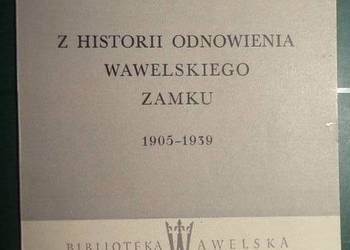 Z HISTORII ODNOWIENIA
WAWELSKIEGO
ZAMKU
1905-1939
BIBLIOTEKA WAWELSKA